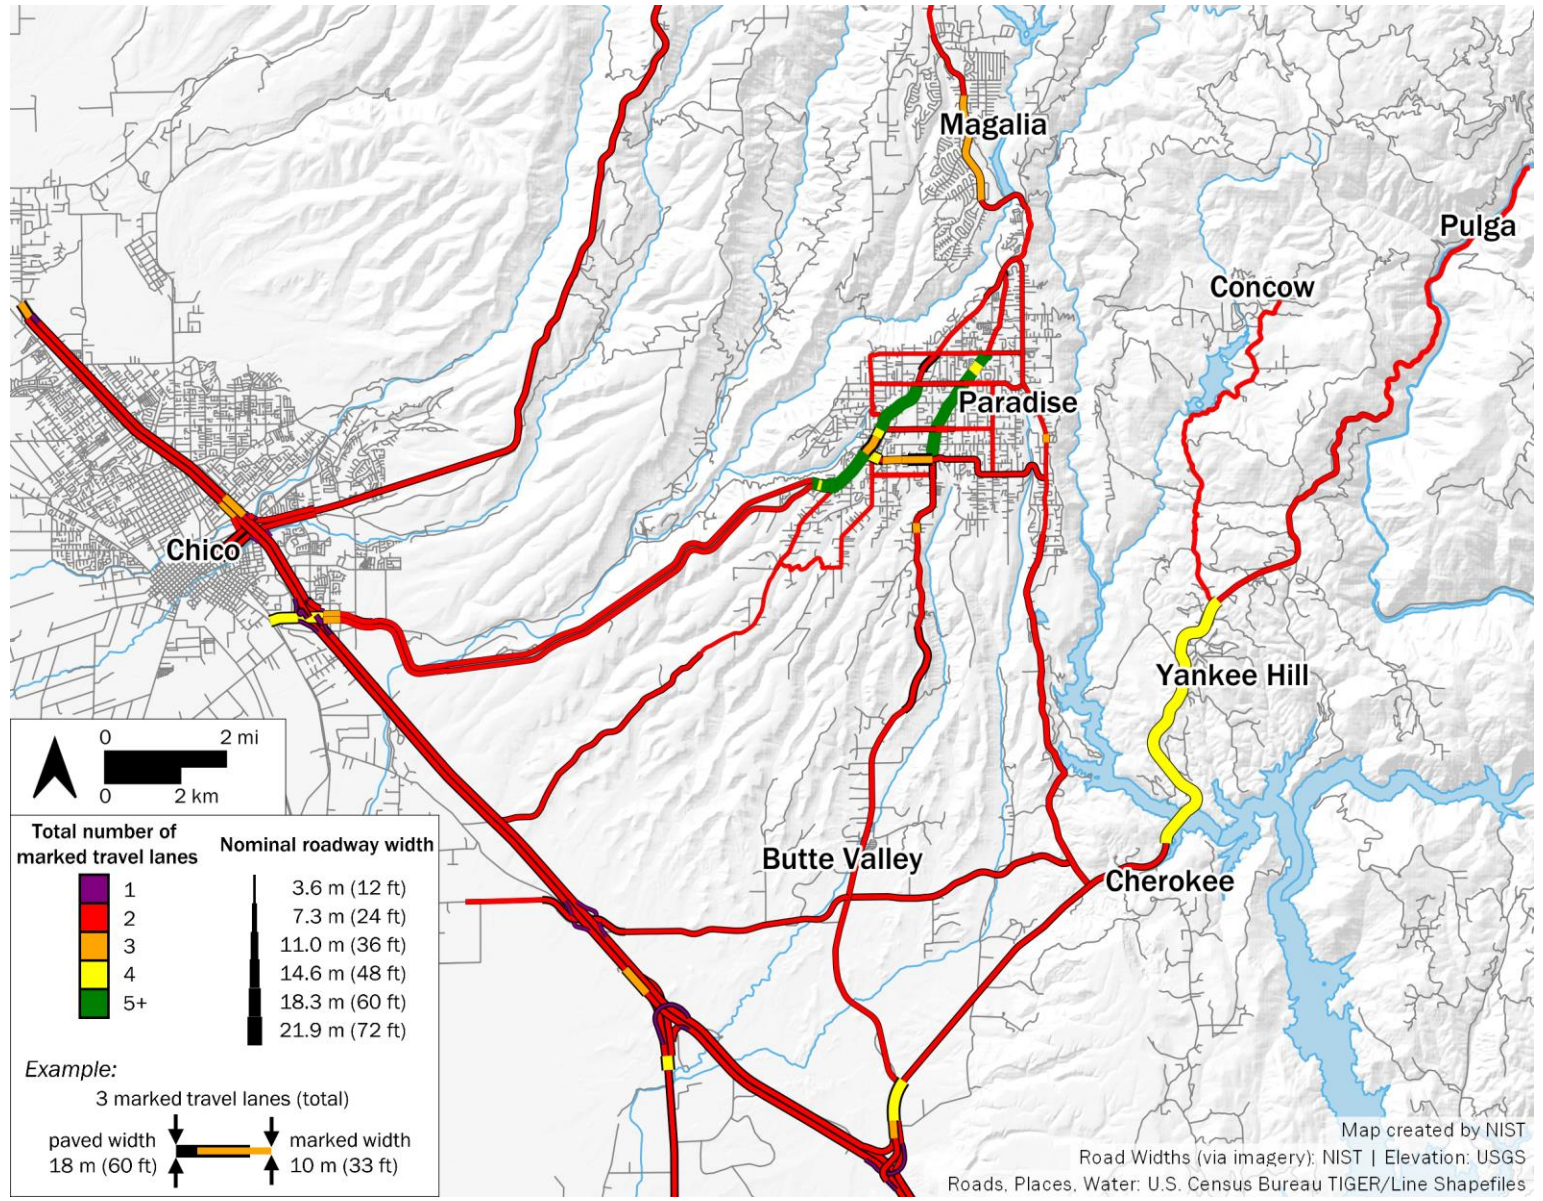 Magalia
Pulga
Concow
Paradise
Chico
Yankee Hill
0 2 mi
0 2 km
Total number of
marked travel lanes
1
2
3
4
5+
Nominal roadway width
3.6 m (12 ft)
7.3 m (24 ft)
11.0 m (36 ft)
14.6 m (48 ft)
18.3 m (60 ft)
21.9 m (72 ft)
Example:
3 marked travel lanes (total)
paved width
18 m (60 ft)
marked width
10 m (33 ft)
Butte Valley
Cherokee
Map created by NIST
Road Widths (via imagery): NIST | Elevation: USGS
Roads, Places, Water: U.S. Census Bureau TIGER/Line Shapefiles